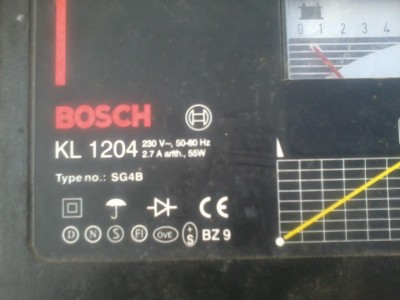 0 1 2 3 4
BOSCH
KL 1204 230 V~, 50-60 Hz
2.7 A arith., 55W
Type no.: SG4B
CE
D N S FI OVE +S BZ 9